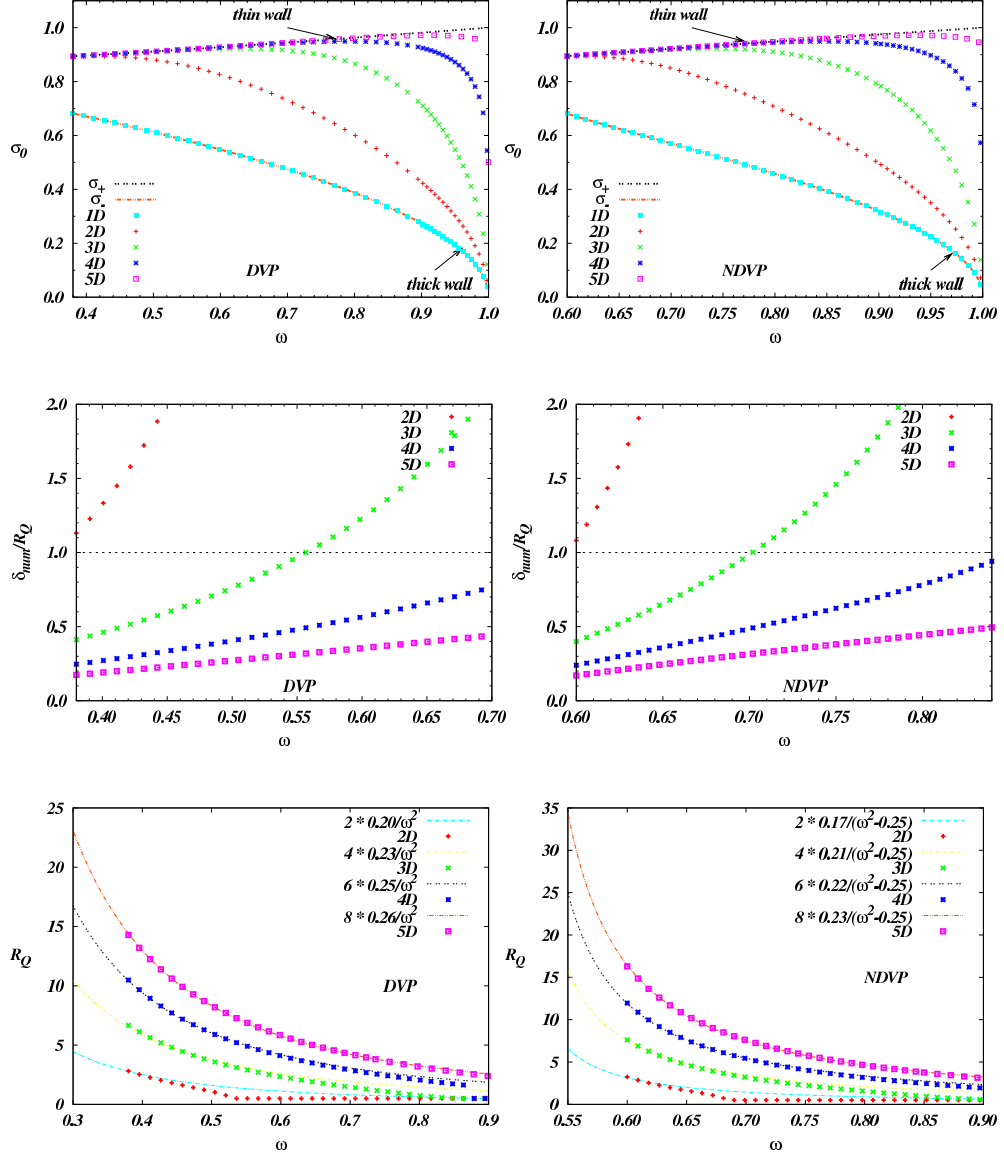 thin wall
1.0
0.8
0.6
σ0
0.4
σ+
σ-
1D
2D
0.2
3D
4D
DVP
thick wall
5D
0.0
0.4 0.5 0.6 0.7 0.8 0.9 1.0
ω
thin wall
1.0
0.8
0.6
σ0
0.4
σ+
σ-
1D
2D
0.2
3D
4D
NDVP
thick wall
5D
0.0
0.60 0.65 0.70 0.75 0.80 0.85 0.90 0.95 1.00
ω
2.0
2D
3D
4D
5D
1.5
δnum/RQ
1.0
0.5
DVP
0.0
0.40 0.45 0.50 0.55 0.60 0.65 0.70
ω
2.0
2D
3D
4D
5D
1.5
δnum/RQ
1.0
0.5
NDVP
0.0
0.60 0.65 0.70 0.75 0.80
ω
25
2 * 0.20/ω²
2D
20
4 * 0.23/ω²
3D
6 * 0.25/ω²
4D
15
8 * 0.26/ω²
5D
RQ
10
DVP
5
0
0.3 0.4 0.5 0.6 0.7 0.8 0.9
ω
35
2 * 0.17/(ω²-0.25)
2D
30
4 * 0.21/(ω²-0.25)
3D
25
6 * 0.22/(ω²-0.25)
4D
20
8 * 0.23/(ω²-0.25)
5D
RQ
15
NDVP
10
5
0
0.55 0.60 0.65 0.70 0.75 0.80 0.85 0.90
ω